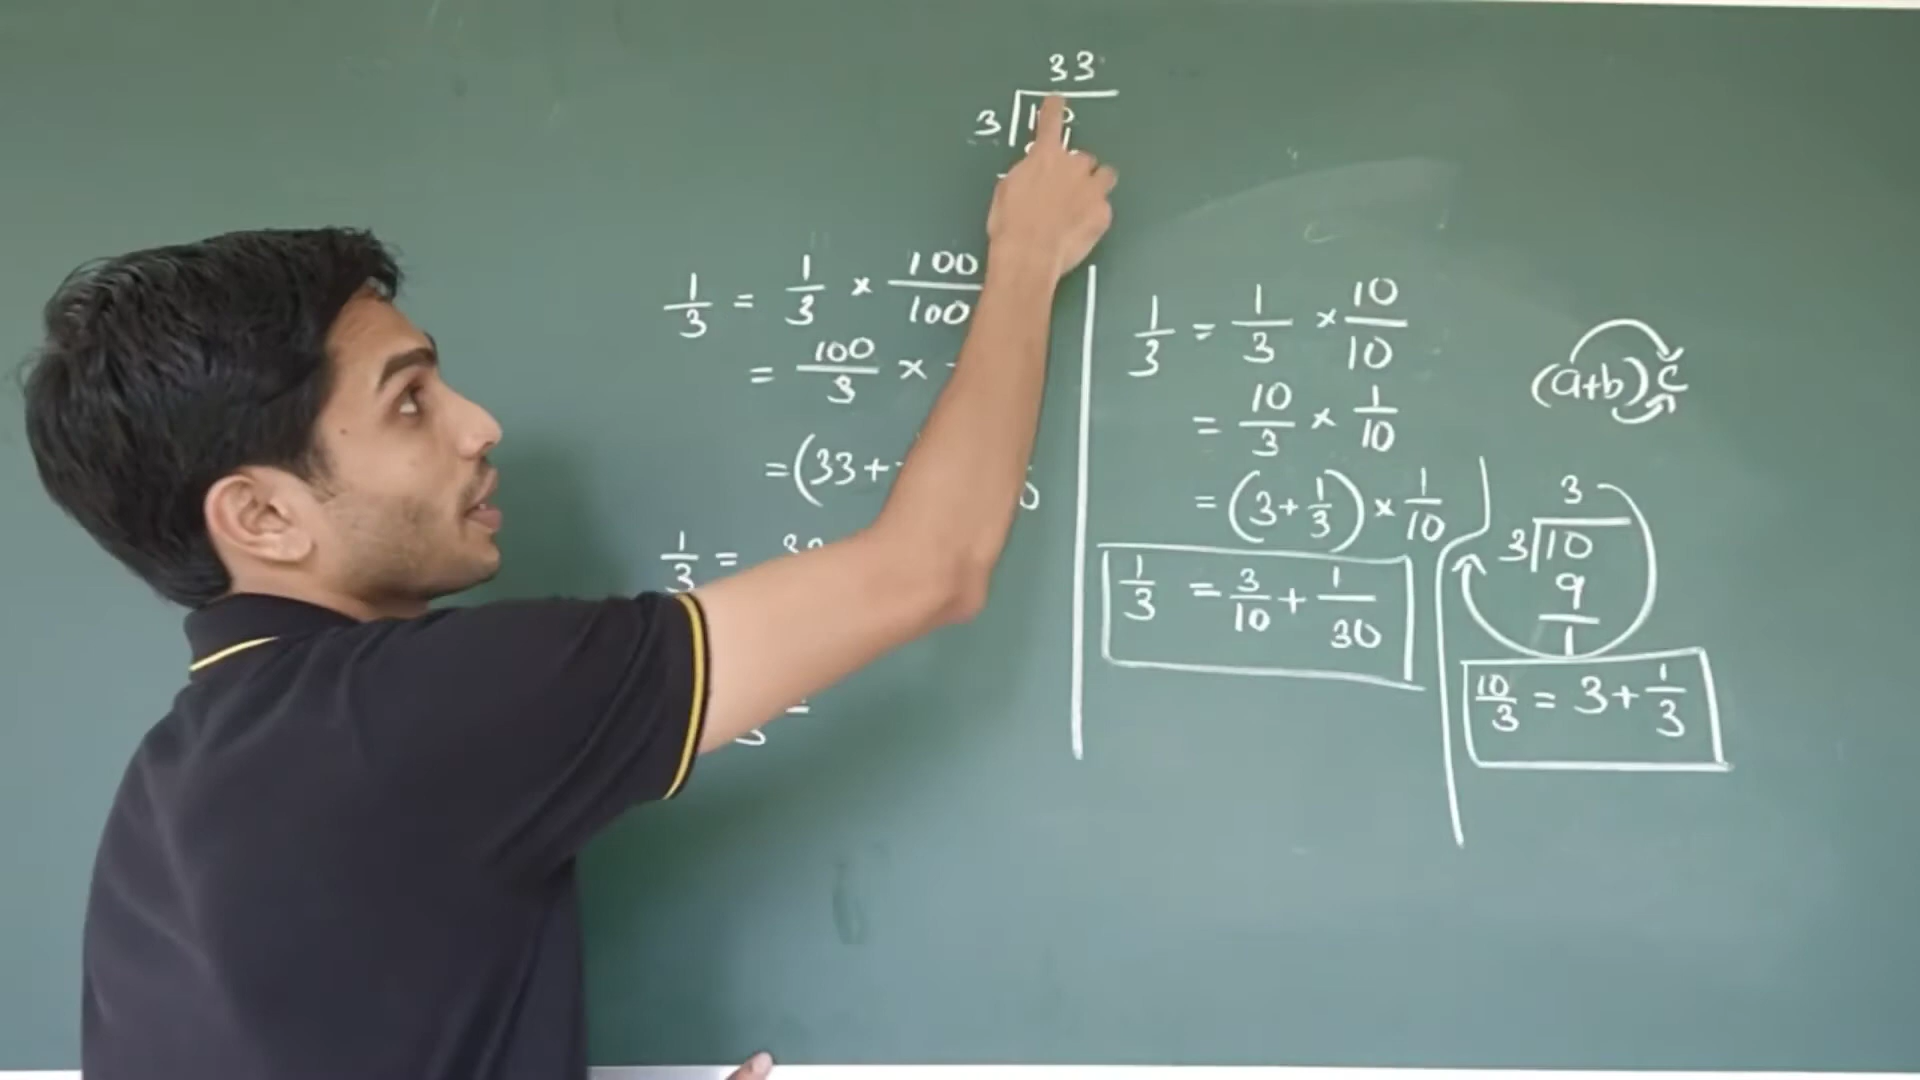 33
3 100
1/3 = 1/3 × 100/100
= 100/3 ×
= (33+
1/3 =
1/3 = 1/3 × 10/10
= 10/3 × 1/10
= (3+1/3) × 1/10
1/3 = 3/10 + 1/30
(a+b) c
3
3 10
9
1
10/3 = 3 + 1/3